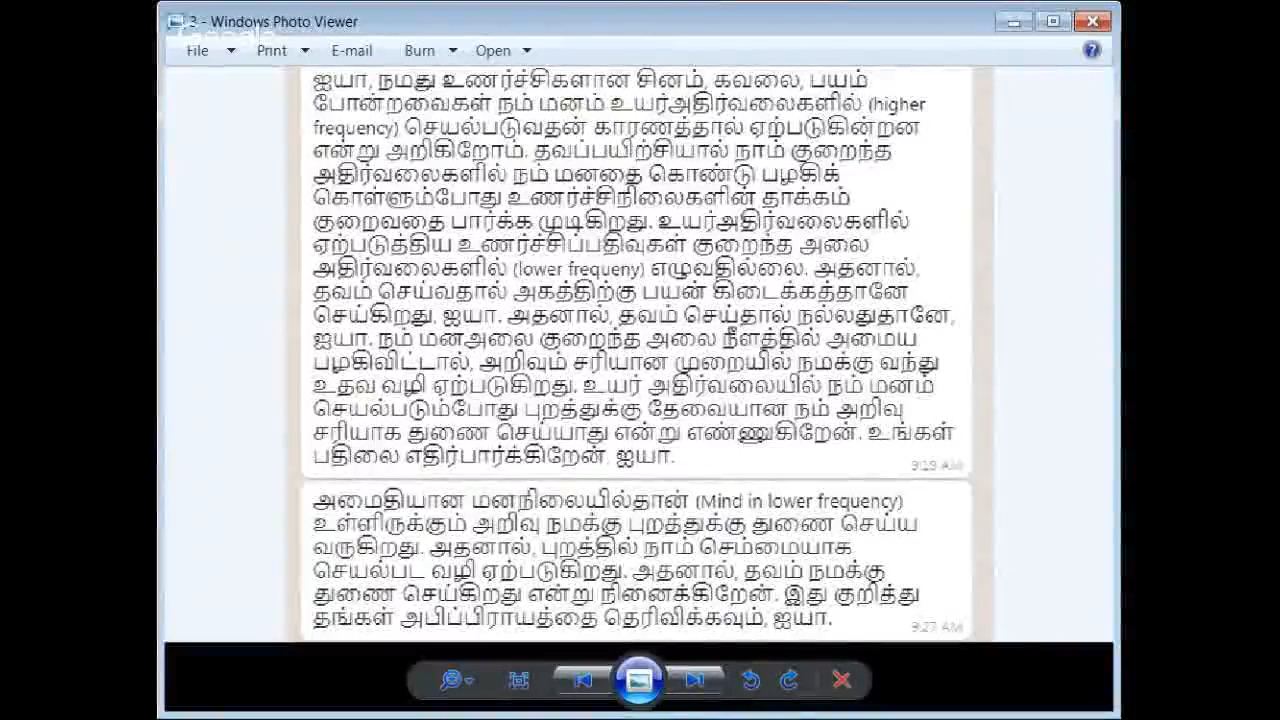 3 - Windows Photo Viewer
File Print E-mail Burn Open
ஐயா, நமது உணர்ச்சிகளான சினம், கவலை, பயம்
போன்றவைகள் நம் மனம் உயர்அதிர்வலைகளில் (higher
frequency) செயல்படுவதன் காரணத்தால் ஏற்படுகின்றன
என்று அறிகிறோம். தவப்பயிற்சியால் நாம் குறைந்த
அதிர்வலைகளில் நம் மனதை கொண்டு பழகிக்
கொள்ளும்போது உணர்ச்சிநிலைகளின் தாக்கம்
குறைவதை பார்க்க முடிகிறது. உயர்அதிர்வலைகளில்
ஏற்படுத்திய உணர்ச்சிப்பதிவுகள் குறைந்த அலை
அதிர்வலைகளில் (lower frequeny) எழுவதில்லை. அதனால்,
தவம் செய்வதால் அகத்திற்கு பயன் கிடைக்கத்தானே
செய்கிறது, ஐயா. அதனால், தவம் செய்தால் நல்லதுதானே,
ஐயா. நம் மனஅலை குறைந்த அலை நீளத்தில் அமைய
பழகிவிட்டால், அறிவும் சரியான முறையில் நமக்கு வந்து
உதவ வழி ஏற்படுகிறது. உயர் அதிர்வலையில் நம் மனம்
செயல்படும்போது புறத்துக்கு தேவையான நம் அறிவு
சரியாக துணை செய்யாது என்று எண்ணுகிறேன். உங்கள்
பதிலை எதிர்பார்க்கிறேன், ஐயா.
9:19 AM
அமைதியான மனநிலையில்தான் (Mind in lower frequency)
உள்ளிருக்கும் அறிவு நமக்கு புறத்துக்கு துணை செய்ய
வருகிறது. அதனால், புறத்தில் நாம் செம்மையாக
செயல்பட வழி ஏற்படுகிறது. அதனால், தவம் நமக்கு
துணை செய்கிறது என்று நினைக்கிறேன். இது குறித்து
தங்கள் அபிப்பிராயத்தை தெரிவிக்கவும், ஐயா.
9:27 AM